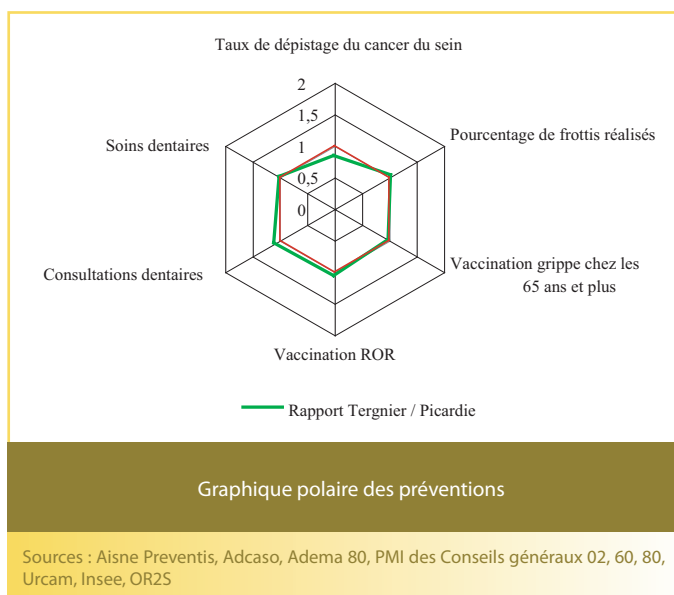 Taux de dépistage du cancer du sein
2
1,5
1
0,5
0
Pourcentage de frottis réalisés
Soins dentaires
Vaccination grippe chez les
65 ans et plus
Consultations dentaires
Vaccination ROR
Rapport Tergnier / Picardie
Graphique polaire des préventions
Sources : Aisne Preventis, Adcaso, Adema 80, PMI des Conseils généraux 02, 60, 80,
Urcam, Insee, OR2S